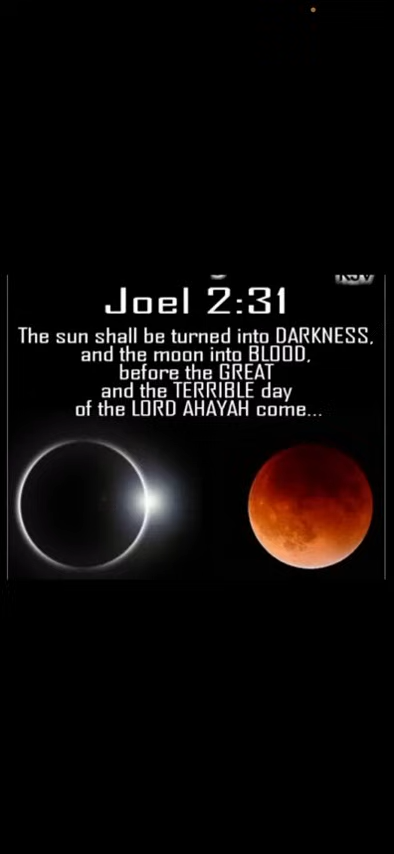 Joel 2:31
The sun shall be turned into DARKNESS,
and the moon into BLOOD,
before the GREAT
and the TERRIBLE day
of the LORD AHAYAH come...